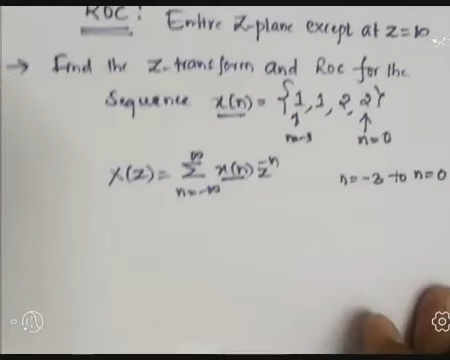 ROC: Entire Z-plane except at z=∞
→ Find the Z-transform and Roc for the
sequence x(n) = {1, 1, 2, 2}
↑ n=-3 ↑ n=0
X(z) = ∞ Σ n=-∞ x(n) z^-n n=-3 to n=0